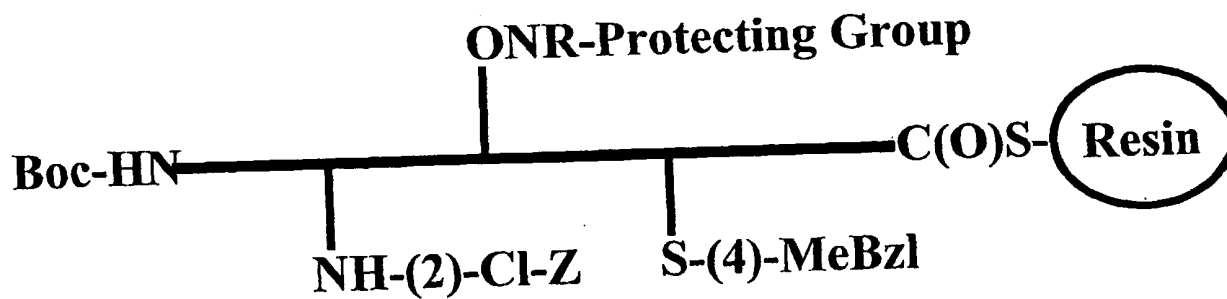 ONR-Protecting Group
Boc-HN
C(O)S-
Resin
NH-(2)-Cl-Z
S-(4)-MeBzl